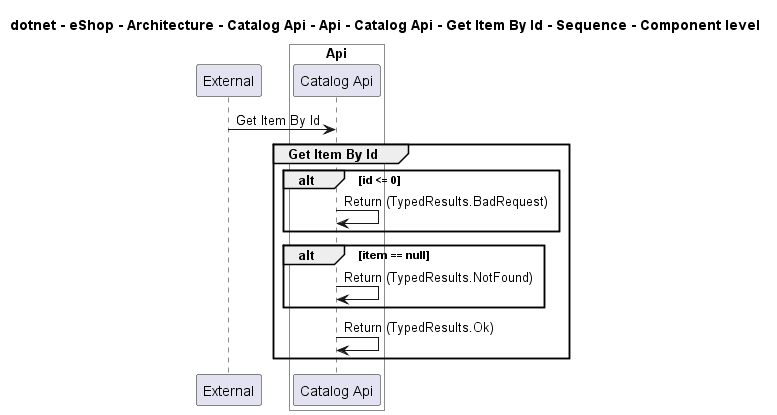 dotnet - eShop - Architecture - Catalog Api - Api - Catalog Api - Get Item By Id - Sequence - Component level
Api
External
Catalog Api
Get Item By Id
Get Item By Id
alt
[id <= 0]
Return (TypedResults.BadRequest)
alt
[item == null]
Return (TypedResults.NotFound)
Return (TypedResults.Ok)
External
Catalog Api